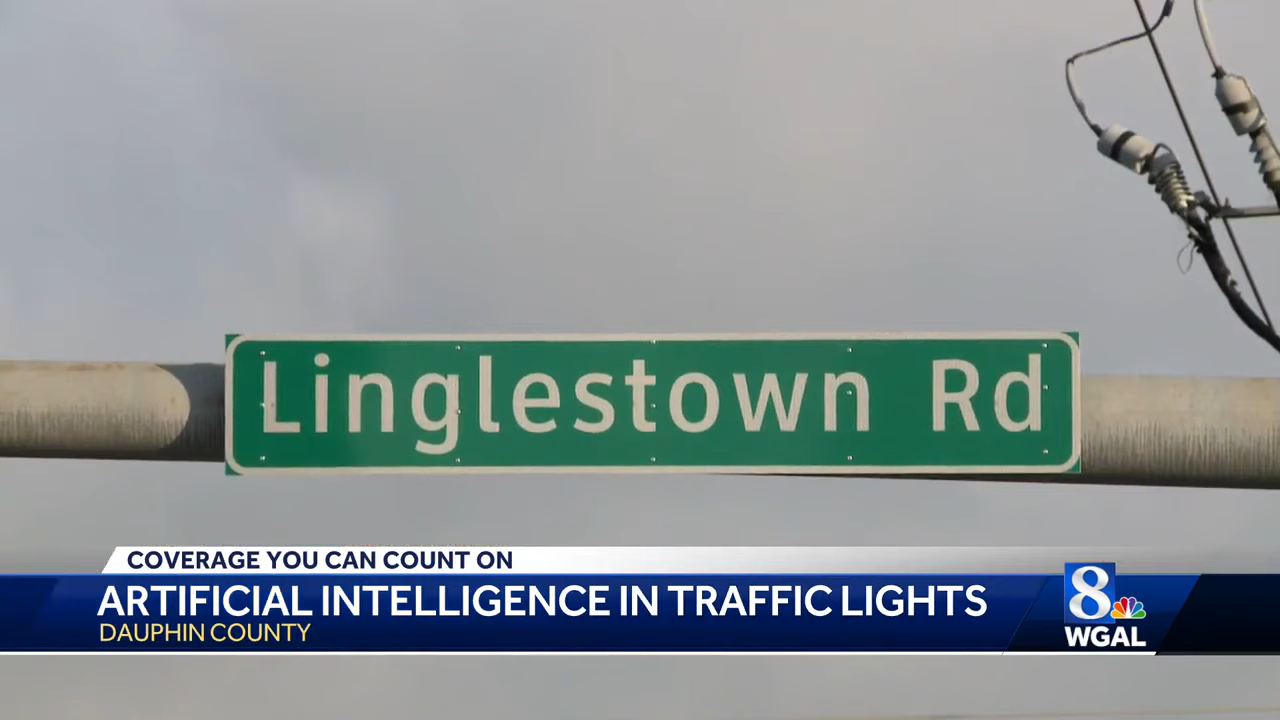 Linglestown Rd
COVERAGE YOU CAN COUNT ON
ARTIFICIAL INTELLIGENCE IN TRAFFIC LIGHTS
DAUPHIN COUNTY
8
WGAL